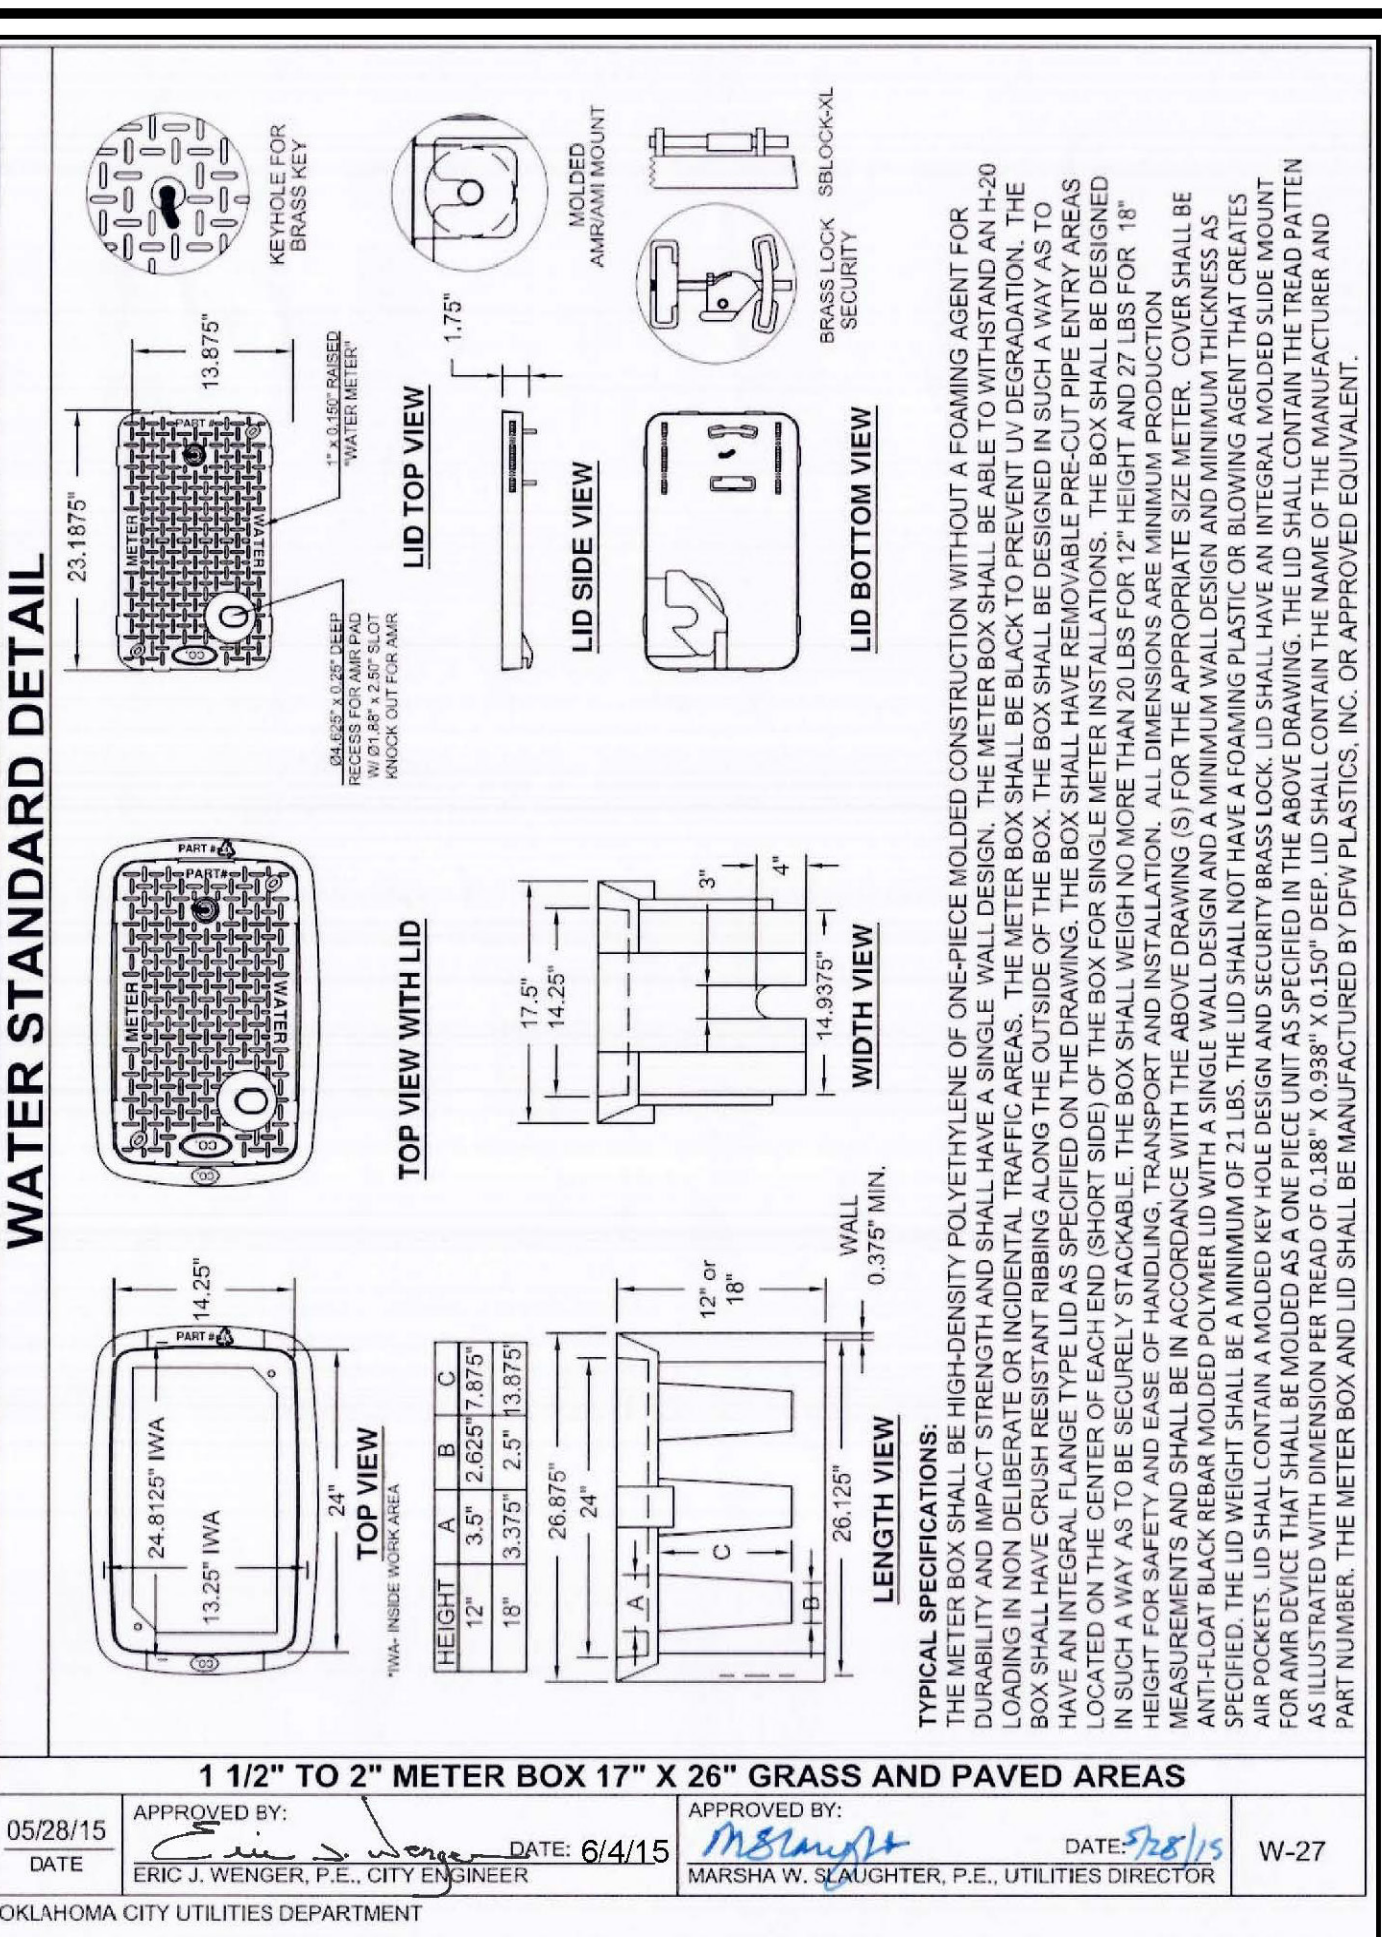 WATER STANDARD DETAIL
24.8125" IWA
13.25" IWA
PART #
14.25"
24"
TOP VIEW
*IWA- INSIDE WORK AREA
METER
WATER
PART#
PART #
TOP VIEW WITH LID
23.1875"
METER
WATER
PART #
13.875"
Ø4.625" x 0.25" DEEP
RECESS FOR AMR PAD
W/ Ø1.88" x 2.50" SLOT
KNOCK OUT FOR AMR
1" x 0.150" RAISED
"WATER METER"
LID TOP VIEW
KEYHOLE FOR
BRASS KEY
HEIGHT A B C
12" 3.5" 2.625" 7.875"
18" 3.375" 2.5" 13.875"
26.875"
24"
A
B
C
12" or
18"
26.125"
WALL
0.375" MIN.
LENGTH VIEW
17.5"
14.25"
3"
4"
14.9375"
WIDTH VIEW
1.75"
LID SIDE VIEW
MOLDED
AMR/AMI MOUNT
LID BOTTOM VIEW
BRASS LOCK
SECURITY
SBLOCK-XL
TYPICAL SPECIFICATIONS:
THE METER BOX SHALL BE HIGH-DENSITY POLYETHYLENE OF ONE-PIECE MOLDED CONSTRUCTION WITHOUT A FOAMING AGENT FOR
DURABILITY AND IMPACT STRENGTH AND SHALL HAVE A SINGLE WALL DESIGN. THE METER BOX SHALL BE ABLE TO WITHSTAND AN H-20
LOADING IN NON DELIBERATE OR INCIDENTAL TRAFFIC AREAS. THE METER BOX SHALL BE BLACK TO PREVENT UV DEGRADATION. THE
BOX SHALL HAVE CRUSH RESISTANT RIBBING ALONG THE OUTSIDE OF THE BOX. THE BOX SHALL BE DESIGNED IN SUCH A WAY AS TO
HAVE AN INTEGRAL FLANGE TYPE LID AS SPECIFIED ON THE DRAWING. THE BOX SHALL HAVE REMOVABLE PRE-CUT PIPE ENTRY AREAS
LOCATED ON THE CENTER OF EACH END (SHORT SIDE) OF THE BOX FOR SINGLE METER INSTALLATIONS. THE BOX SHALL BE DESIGNED
IN SUCH A WAY AS TO BE SECURELY STACKABLE. THE BOX SHALL WEIGH NO MORE THAN 20 LBS FOR 12" HEIGHT AND 27 LBS FOR 18"
HEIGHT FOR SAFETY AND EASE OF HANDLING, TRANSPORT AND INSTALLATION. ALL DIMENSIONS ARE MINIMUM PRODUCTION
MEASUREMENTS AND SHALL BE IN ACCORDANCE WITH THE ABOVE DRAWING (S) FOR THE APPROPRIATE SIZE METER. COVER SHALL BE
ANTI-FLOAT BLACK REBAR MOLDED POLYMER LID WITH A SINGLE WALL DESIGN AND A MINIMUM WALL DESIGN AND MINIMUM THICKNESS AS
SPECIFIED. THE LID WEIGHT SHALL BE A MINIMUM OF 21 LBS. THE LID SHALL NOT HAVE A FOAMING PLASTIC OR BLOWING AGENT THAT CREATES
AIR POCKETS. LID SHALL CONTAIN A MOLDED KEY HOLE DESIGN AND SECURITY BRASS LOCK. LID SHALL HAVE AN INTEGRAL MOLDED SLIDE MOUNT
FOR AMR DEVICE THAT SHALL BE MOLDED AS A ONE PIECE UNIT AS SPECIFIED IN THE ABOVE DRAWING. THE LID SHALL CONTAIN THE TREAD PATTEN
AS ILLUSTRATED WITH DIMENSION PER TREAD OF 0.188" X 0.938" X 0.150" DEEP. LID SHALL CONTAIN THE NAME OF THE MANUFACTURER AND
PART NUMBER. THE METER BOX AND LID SHALL BE MANUFACTURED BY DFW PLASTICS, INC. OR APPROVED EQUIVALENT.
1 1/2" TO 2" METER BOX 17" X 26" GRASS AND PAVED AREAS
05/28/15
DATE
APPROVED BY:
Eric J. Wenger DATE: 6/4/15
ERIC J. WENGER, P.E., CITY ENGINEER
APPROVED BY:
MSlaughter DATE: 5/28/15
MARSHA W. SLAUGHTER, P.E., UTILITIES DIRECTOR
W-27
OKLAHOMA CITY UTILITIES DEPARTMENT